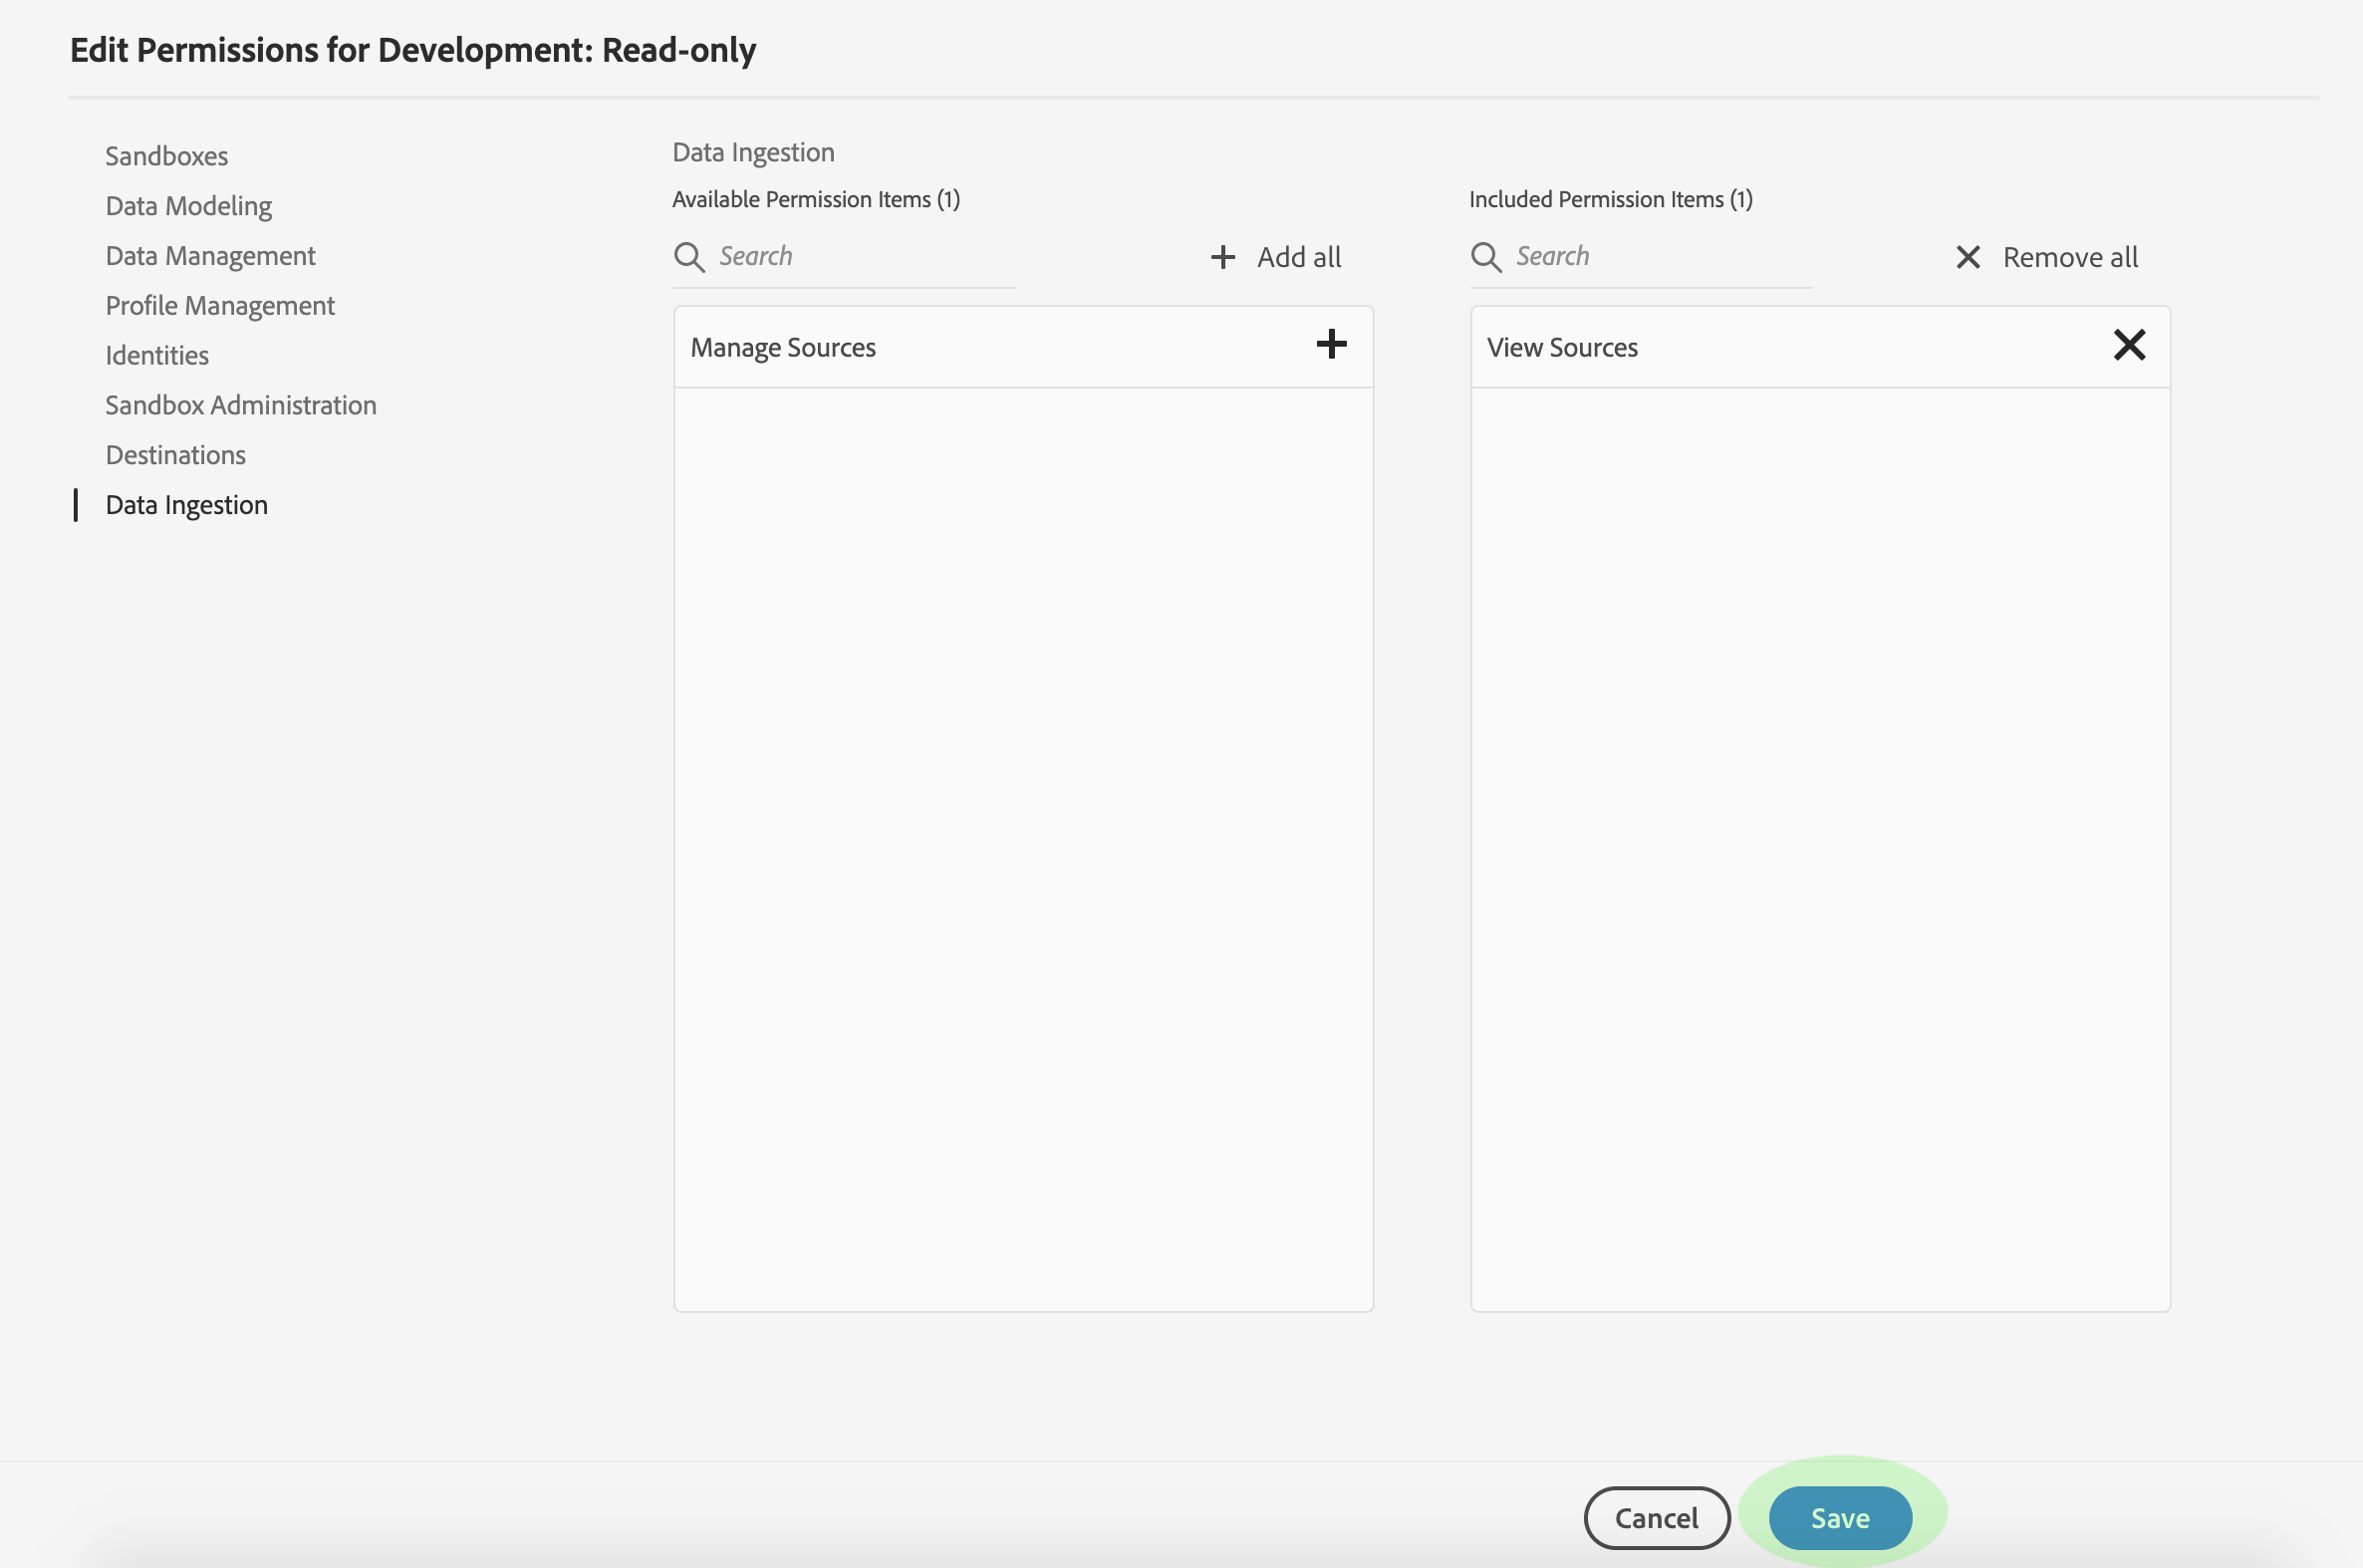 Edit Permissions for Development: Read-only
Sandboxes
Data Modeling
Data Management
Profile Management
Identities
Sandbox Administration
Destinations
Data Ingestion
Data Ingestion
Available Permission Items (1)
Search
Add all
Manage Sources
Included Permission Items (1)
Search
Remove all
View Sources
Cancel
Save